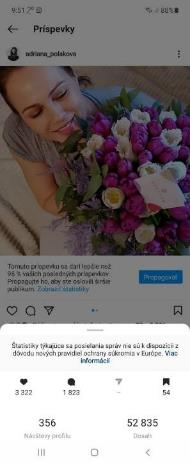 9:51
88%
Príspevky
adriana_polakova
Tomuto príspevku sa darí lepšie než
95 % vašich posledných príspevkov.
Propagujte ho, aby ste oslovili širšie
publikum. Zobraziť štatistiky
Propagovať
Štatistiky týkajúce sa posielania správ nie sú k dispozícii z
dôvodu nových pravidiel ochrany súkromia v Európe. Viac
informácií
3 322
1 823
--
54
356
52 835
Návštevy profilu
Dosah